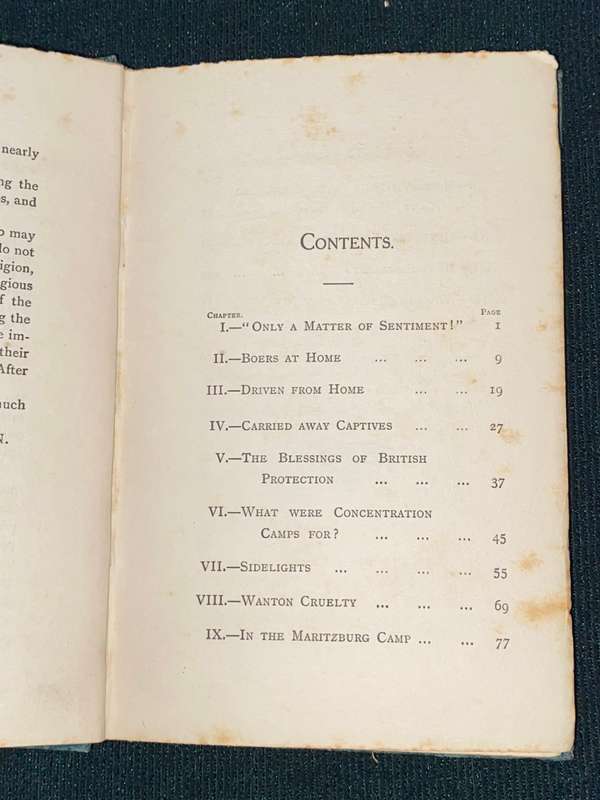 nearly
ng the
s, and
o may
do not
igion,
gious
f the
g the
e im-
their
After
nuch
N.
CONTENTS.
CHAPTER. PAGE
I.—"ONLY A MATTER OF SENTIMENT!" 1
II.—BOERS AT HOME ... ... ... 9
III.—DRIVEN FROM HOME ... ... 19
IV.—CARRIED AWAY CAPTIVES ... ... 27
V.—THE BLESSINGS OF BRITISH
PROTECTION ... ... ... 37
VI.—WHAT WERE CONCENTRATION
CAMPS FOR? ... ... ... 45
VII.—SIDELIGHTS ... ... ... ... 55
VIII.—WANTON CRUELTY ... ... ... 69
IX.—IN THE MARITZBURG CAMP ... ... 77